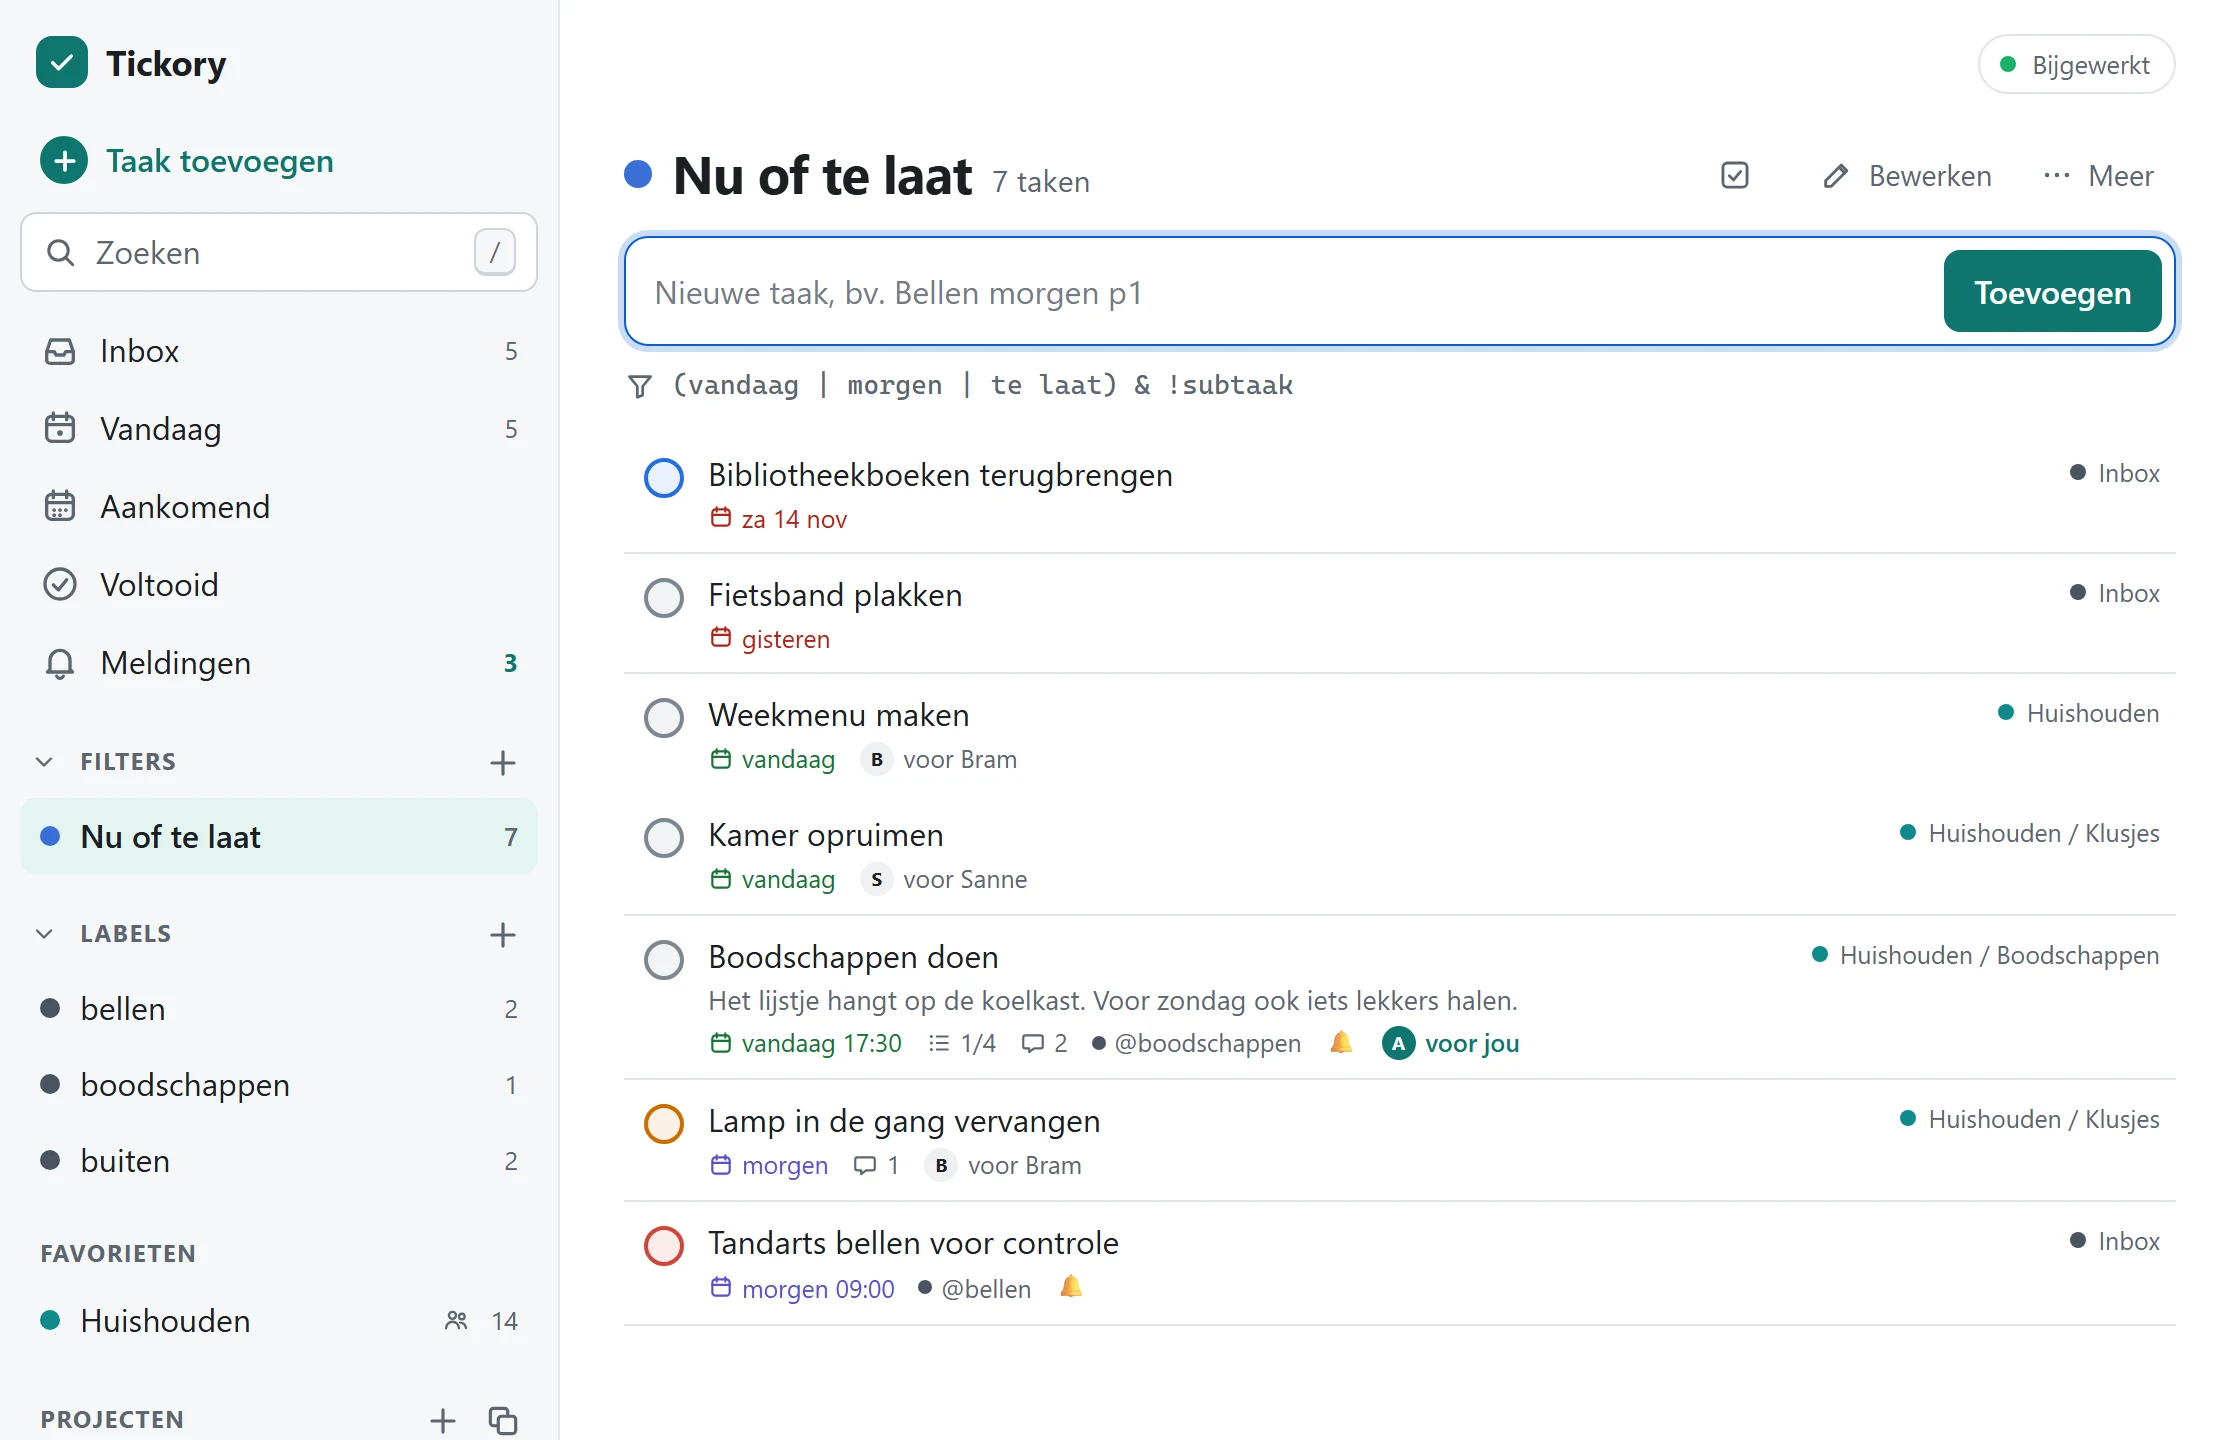 Tickory
Taak toevoegen
Zoeken /
Inbox 5
Vandaag 5
Aankomend
Voltooid
Meldingen 3
FILTERS
Nu of te laat 7
LABELS
bellen 2
boodschappen 1
buiten 2
FAVORIETEN
Huishouden 14
PROJECTEN
Bijgewerkt
Nu of te laat 7 taken
Bewerken
Meer
Nieuwe taak, bv. Bellen morgen p1
Toevoegen
(vandaag | morgen | te laat) & !subtaak
Bibliotheekboeken terugbrengen
Inbox
za 14 nov
Fietsband plakken
Inbox
gisteren
Weekmenu maken
Huishouden
vandaag B voor Bram
Kamer opruimen
Huishouden / Klusjes
vandaag S voor Sanne
Boodschappen doen
Huishouden / Boodschappen
Het lijstje hangt op de koelkast. Voor zondag ook iets lekkers halen.
vandaag 17:30 1/4 2 @boodschappen A voor jou
Lamp in de gang vervangen
Huishouden / Klusjes
morgen 1 B voor Bram
Tandarts bellen voor controle
Inbox
morgen 09:00 @bellen